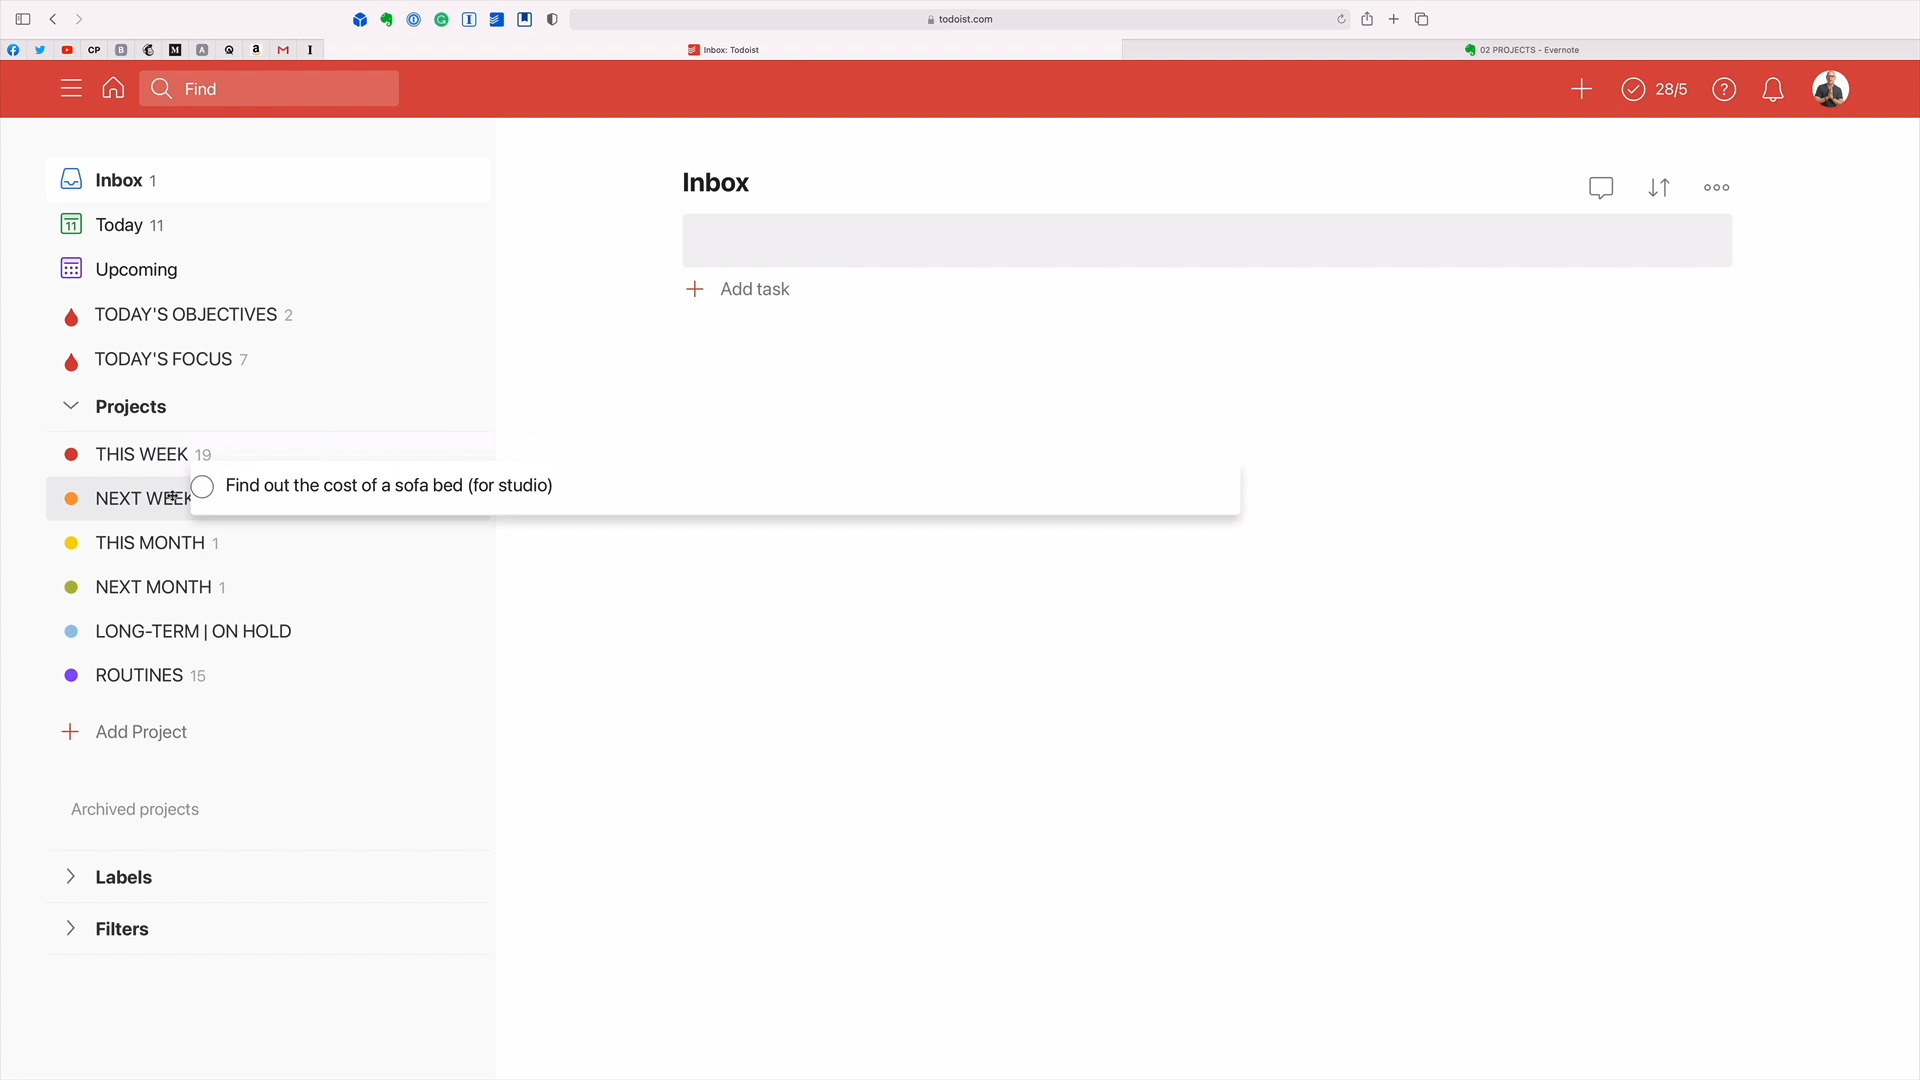 todoist.com
CP
B
M
A
a
I
Inbox: Todoist
02 PROJECTS - Evernote
Find
28/5
Inbox 1
11
Today 11
Upcoming
TODAY'S OBJECTIVES 2
TODAY'S FOCUS 7
Projects
THIS WEEK 19
NEXT WEEK
THIS MONTH 1
NEXT MONTH 1
LONG-TERM | ON HOLD
ROUTINES 15
Add Project
Archived projects
Labels
Filters
Inbox
Add task
Find out the cost of a sofa bed (for studio)